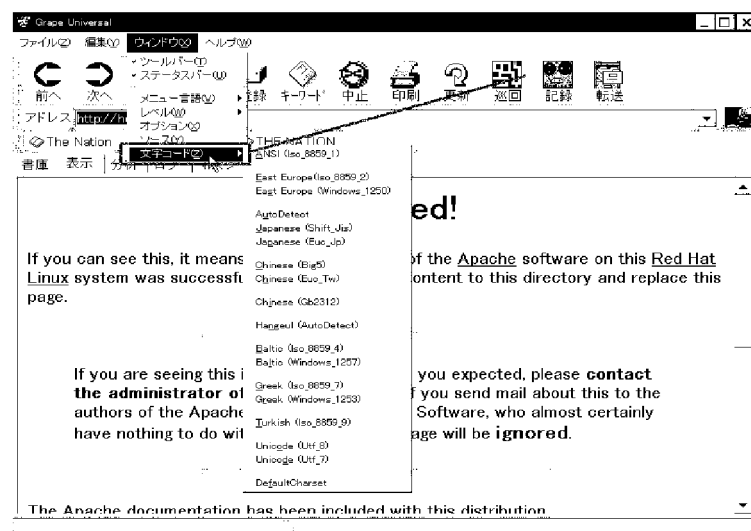 Grape Universal
ファイル(Z) 編集(Y) ウィンドウ(X) ヘルプ(W)
前へ 次へ 登録 キーワード 中止 印刷 更新 巡回 記録 転送
アドレス http://h
✓ツールバー(T)
✓ステータスバー(U)
メニュー言語(V)
レベル(W)
オプション(X)
ソース(Y)
文字コード(Z)
The Nation THE NATION
書庫 表示 分析 ログ
ANSI (Iso_8859_1)
East Europe(Iso_8859_2)
East Europe (Windows_1250)
AutoDetect
Japanese (Shift_Jis)
Japanese (Euc_Jp)
Chinese (Big5)
Chinese (Euc_Tw)
Chinese (Gb2312)
Hangeul (AutoDetect)
Baltic (Iso_8859_4)
Baltic (Windows_1257)
Greek (Iso_8859_7)
Greek (Windows_1253)
Turkish (Iso_8859_9)
Unicode (Utf_8)
Unicode (Utf_7)
DefaultCharset
ed!
If you can see this, it means of the Apache software on this Red Hat
Linux system was successfu ontent to this directory and replace this
page.
If you are seeing this i you expected, please contact
the administrator of f you send mail about this to the
authors of the Apache Software, who almost certainly
have nothing to do wit age will be ignored.
The Apache documentation has been included with this distribution.